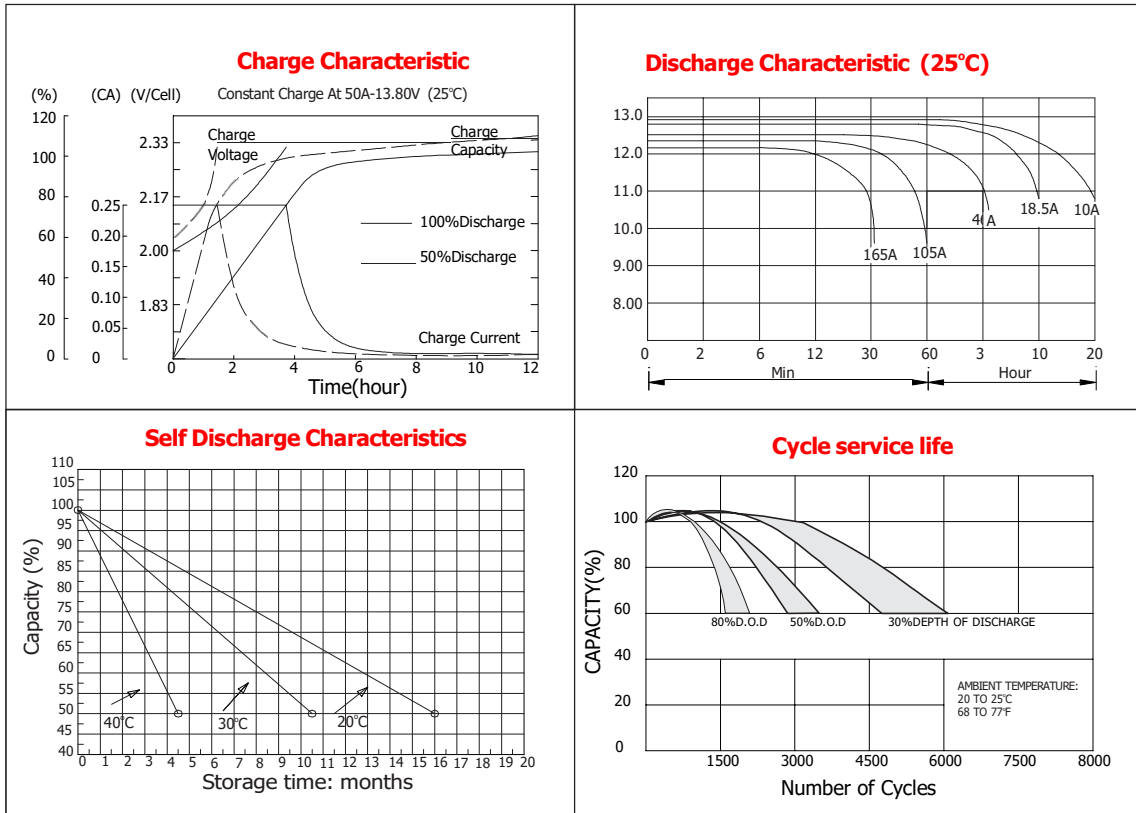 Charge Characteristic
(%) (CA) (V/Cell) Constant Charge At 50A-13.80V (25°C)
120
100
80
60
40
20
0
0.25
0.20
0.15
0.10
0.05
0
2.33
2.17
2.00
1.83
Charge
Voltage
Charge
Capacity
100%Discharge
50%Discharge
Charge Current
0 2 4 6 8 10 12
Time(hour)
Discharge Characteristic (25°C)
13.0
12.0
11.0
10.0
9.00
8.00
165A 105A 40A 18.5A 10A
0 2 6 12 30 60 3 10 20
Min Hour
Self Discharge Characteristics
Capacity (%)
110
105
100
95
90
85
80
75
70
65
60
55
50
45
40
40°C 30°C 20°C
0 1 2 3 4 5 6 7 8 9 10 11 12 13 14 15 16 17 18 19 20
Storage time: months
Cycle service life
CAPACITY(%)
120
100
80
60
40
20
0
80%D.O.D 50%D.O.D 30%DEPTH OF DISCHARGE
AMBIENT TEMPERATURE:
20 TO 25°C
68 TO 77°F
1500 3000 4500 6000 7500 8000
Number of Cycles